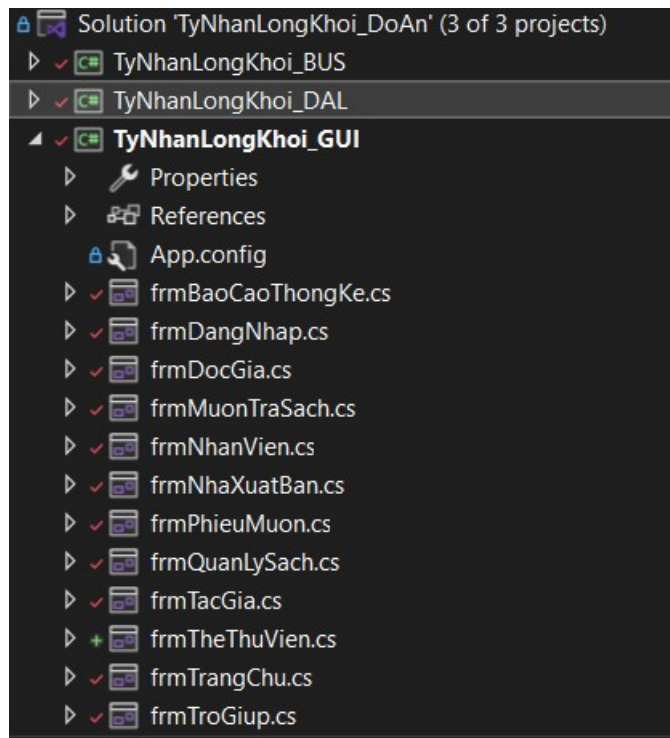 Solution 'TyNhanLongKhoi_DoAn' (3 of 3 projects)
C# TyNhanLongKhoi_BUS
C# TyNhanLongKhoi_DAL
C# TyNhanLongKhoi_GUI
Properties
References
App.config
frmBaoCaoThongKe.cs
frmDangNhap.cs
frmDocGia.cs
frmMuonTraSach.cs
frmNhanVien.cs
frmNhaXuatBan.cs
frmPhieuMuon.cs
frmQuanLySach.cs
frmTacGia.cs
frmTheThuVien.cs
frmTrangChu.cs
frmTroGiup.cs